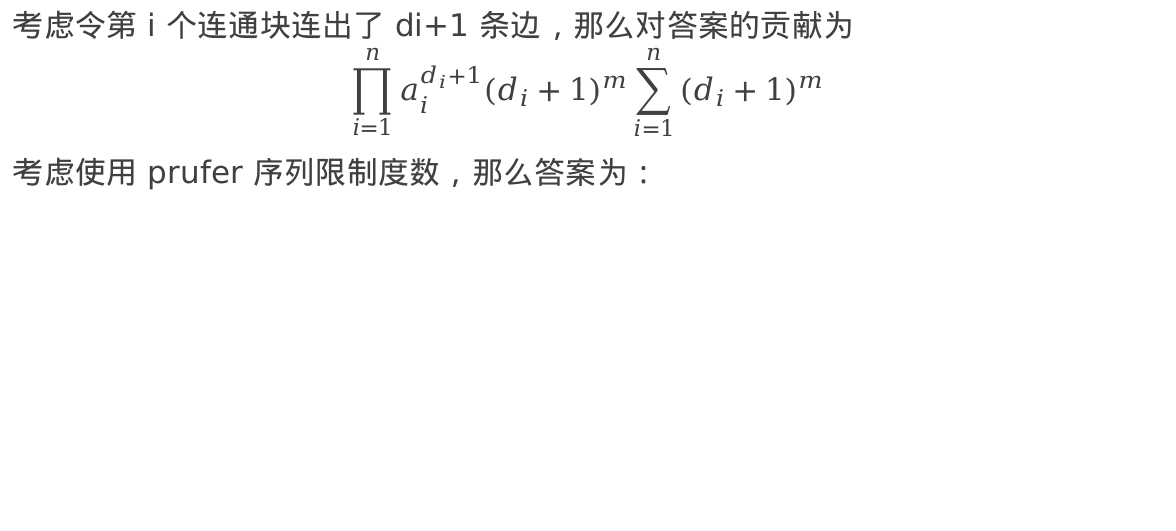 考虑令第 i 个连通块连出了 di+1 条边，那么对答案的贡献为
$$\prod_{i=1}^{n} a_i^{d_i+1}(d_i+1)^m \sum_{i=1}^{n} (d_i+1)^m$$
考虑使用 prufer 序列限制度数，那么答案为：